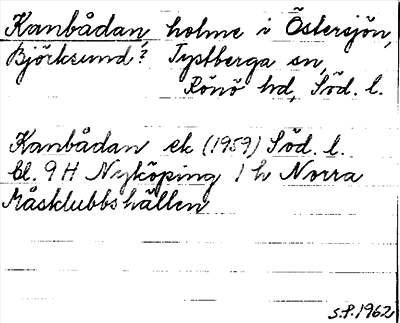 Kanbådan, holme i Östersjön,
Björksund? Tystberga sn,
Rönö hd, Söd. l.
Kanbådan ek (1959) Söd. l.
bl. 9H Nyköping 1 h Norra
Måsklubbshällen
S.P. 1962